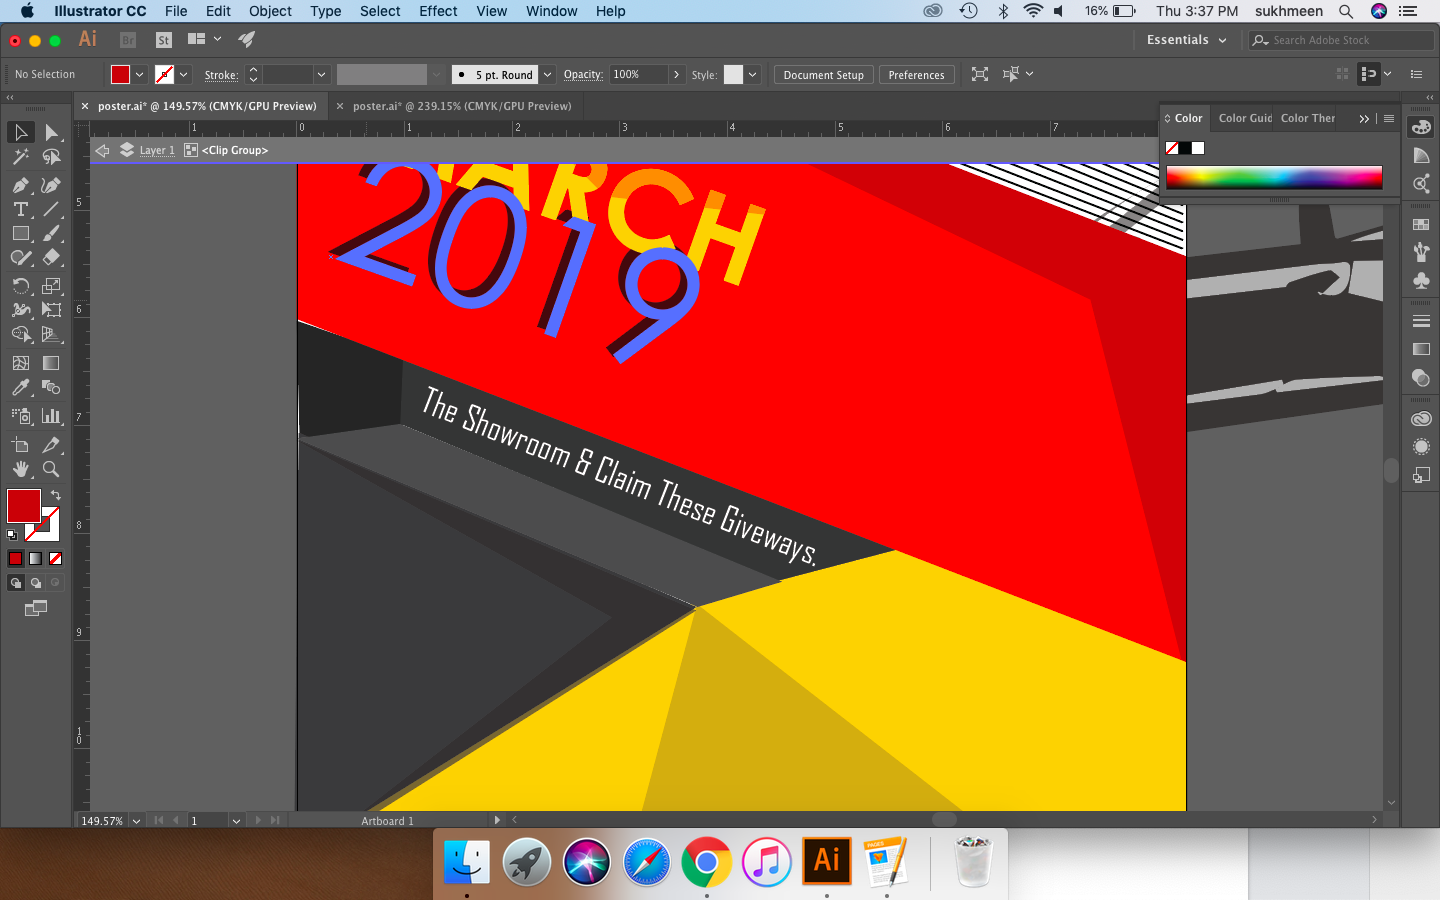 Illustrator CC File Edit Object Type Select Effect View Window Help 16% Thu 3:37 PM sukhmeen
Ai Br St Essentials Search Adobe Stock
No Selection Stroke: 5 pt. Round Opacity: 100% Style: Document Setup Preferences
poster.ai* @ 149.57% (CMYK/GPU Preview) poster.ai* @ 239.15% (CMYK/GPU Preview)
Color Color Guid Color Ther
1 0 1 2 3 4 5 6 7
Layer 1 <Clip Group>
5
6
7
8
9
1
0
MARCH
2019
The Showroom & Claim These Giveways.
149.57% 1 Artboard 1
Ai PAGES